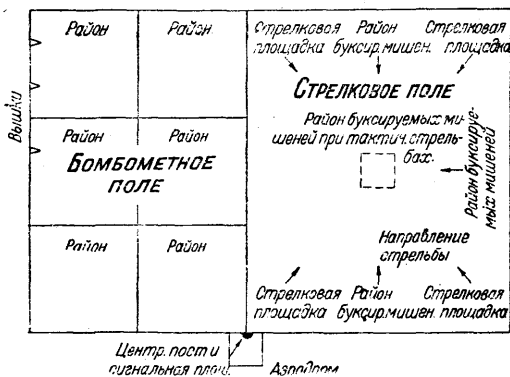 Район Район
Стрелковая Район Стрелковая
площадка буксир. мишен. площадка
СТРЕЛКОВОЕ ПОЛЕ
Вышки
Район буксируемых ми-
шеней при тактич. стрель-
бах.
Район Район
БОМБОМЕТНОЕ
ПОЛЕ
Район буксируе-
мых мишеней
Район Район
Направление
стрельбы
Стрелковая Район Стрелковая
площадка буксир. мишен. площадка
Центр. пост и
сигнальная площ.
Аэродром